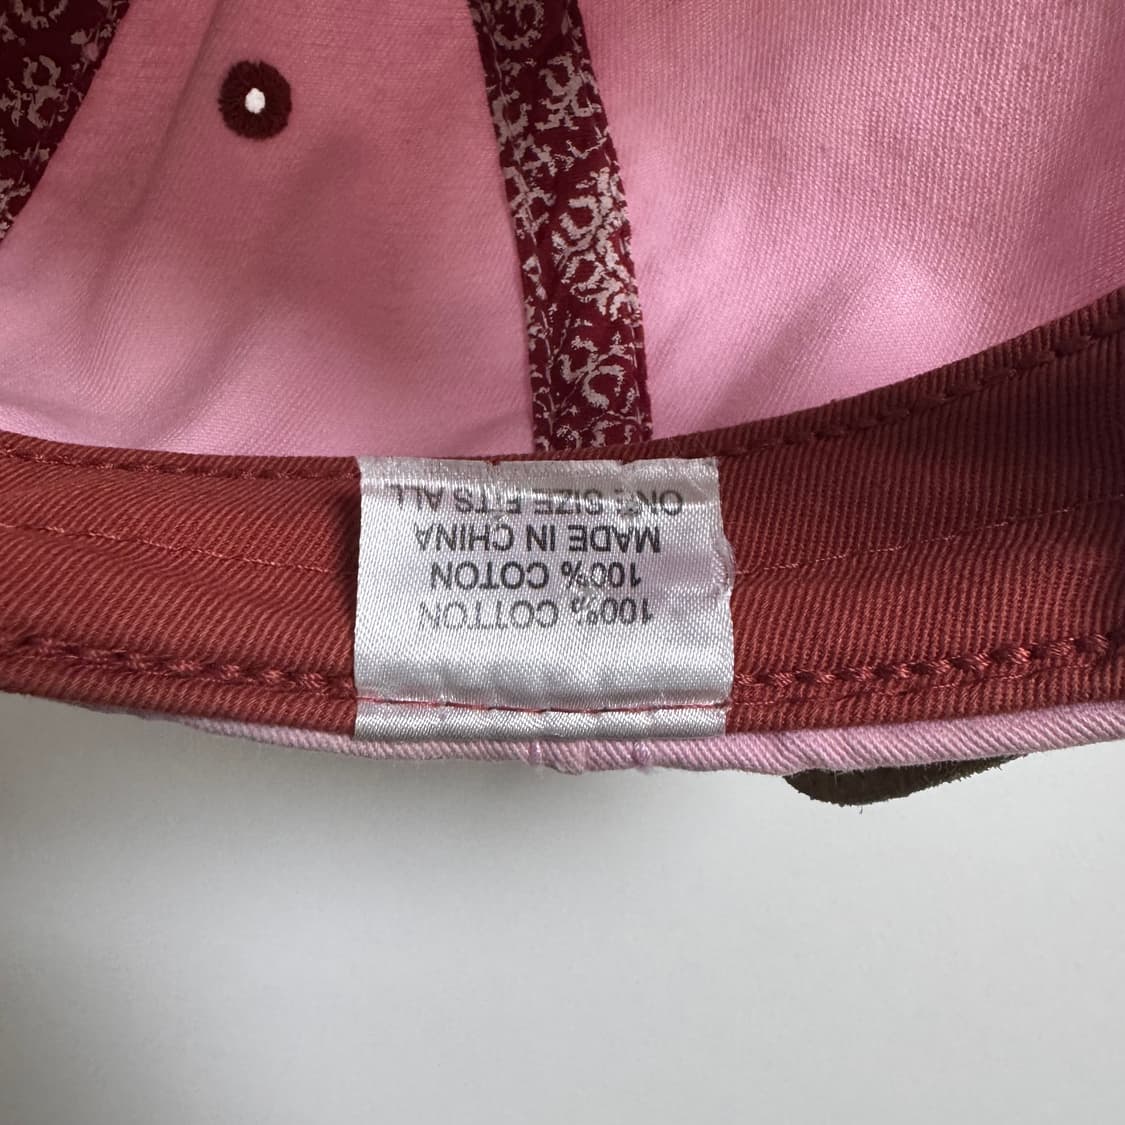 100% COTTON
100% COTON
MADE IN CHINA
ONE SIZE FITS ALL